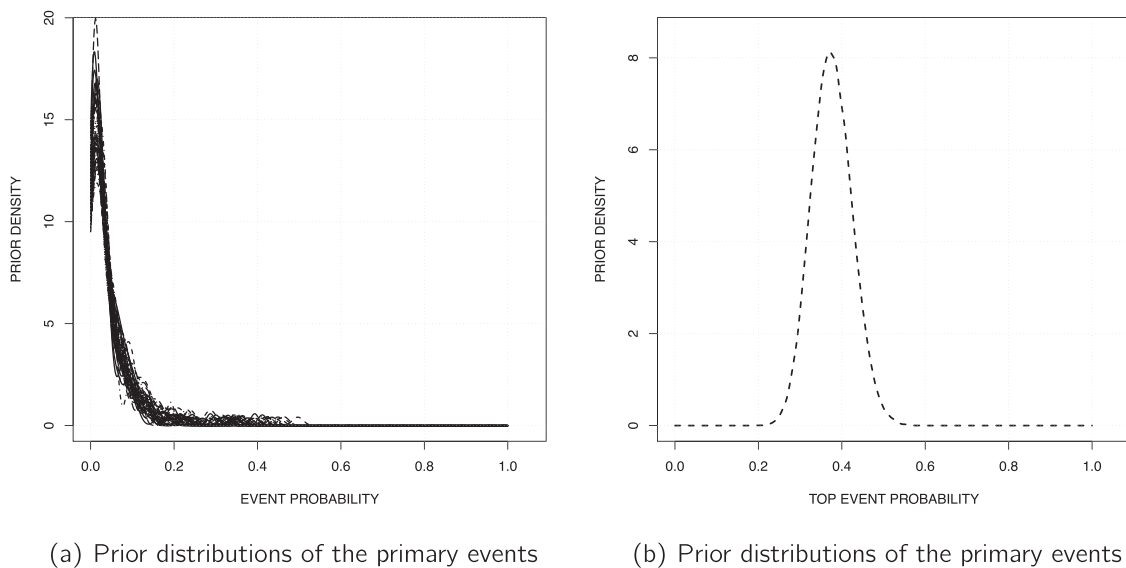 20
15
10
5
0
PRIOR DENSITY
0.0 0.2 0.4 0.6 0.8 1.0
EVENT PROBABILITY
(a) Prior distributions of the primary events
8
6
4
2
0
PRIOR DENSITY
0.0 0.2 0.4 0.6 0.8 1.0
TOP EVENT PROBABILITY
(b) Prior distributions of the primary events